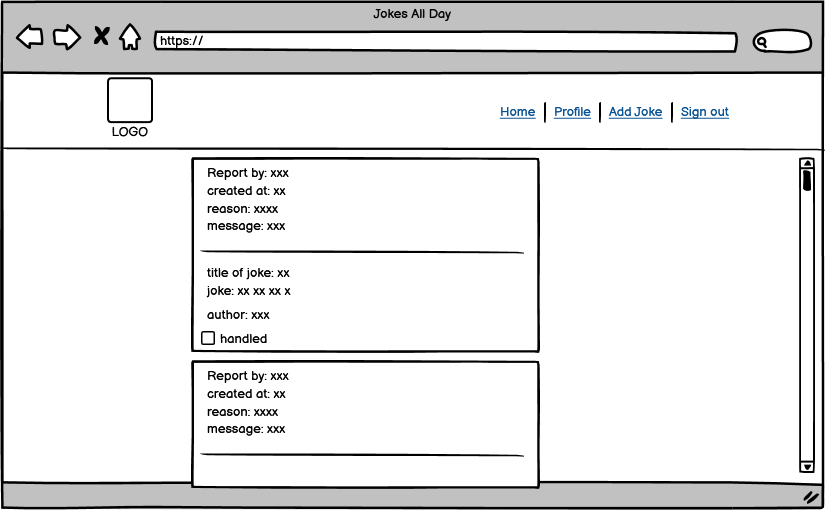 Jokes All Day
https://
LOGO
Home | Profile | Add Joke | Sign out
Report by: xxx
created at: xx
reason: xxxx
message: xxx
title of joke: xx
joke: xx xx xx x
author: xxx
handled
Report by: xxx
created at: xx
reason: xxxx
message: xxx